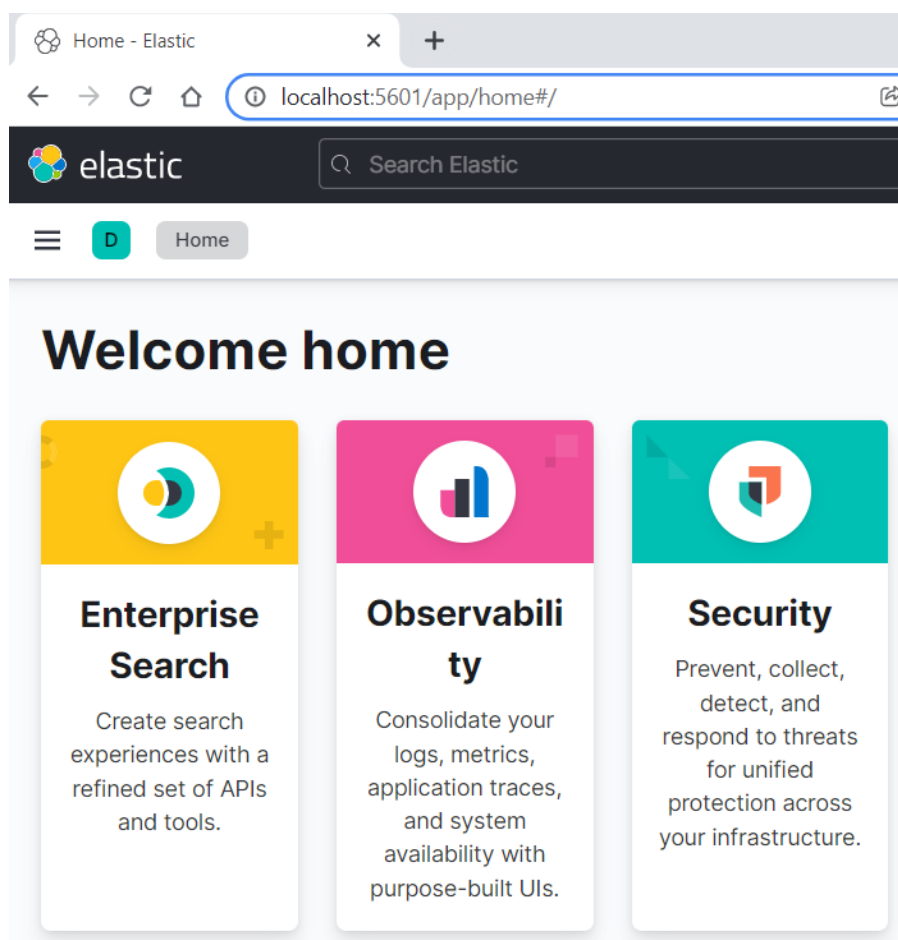 Home - Elastic
localhost:5601/app/home#/
elastic
Search Elastic
D
Home
Welcome home
Enterprise
Search
Create search
experiences with a
refined set of APIs
and tools.
Observabili
ty
Consolidate your
logs, metrics,
application traces,
and system
availability with
purpose-built UIs.
Security
Prevent, collect,
detect, and
respond to threats
for unified
protection across
your infrastructure.